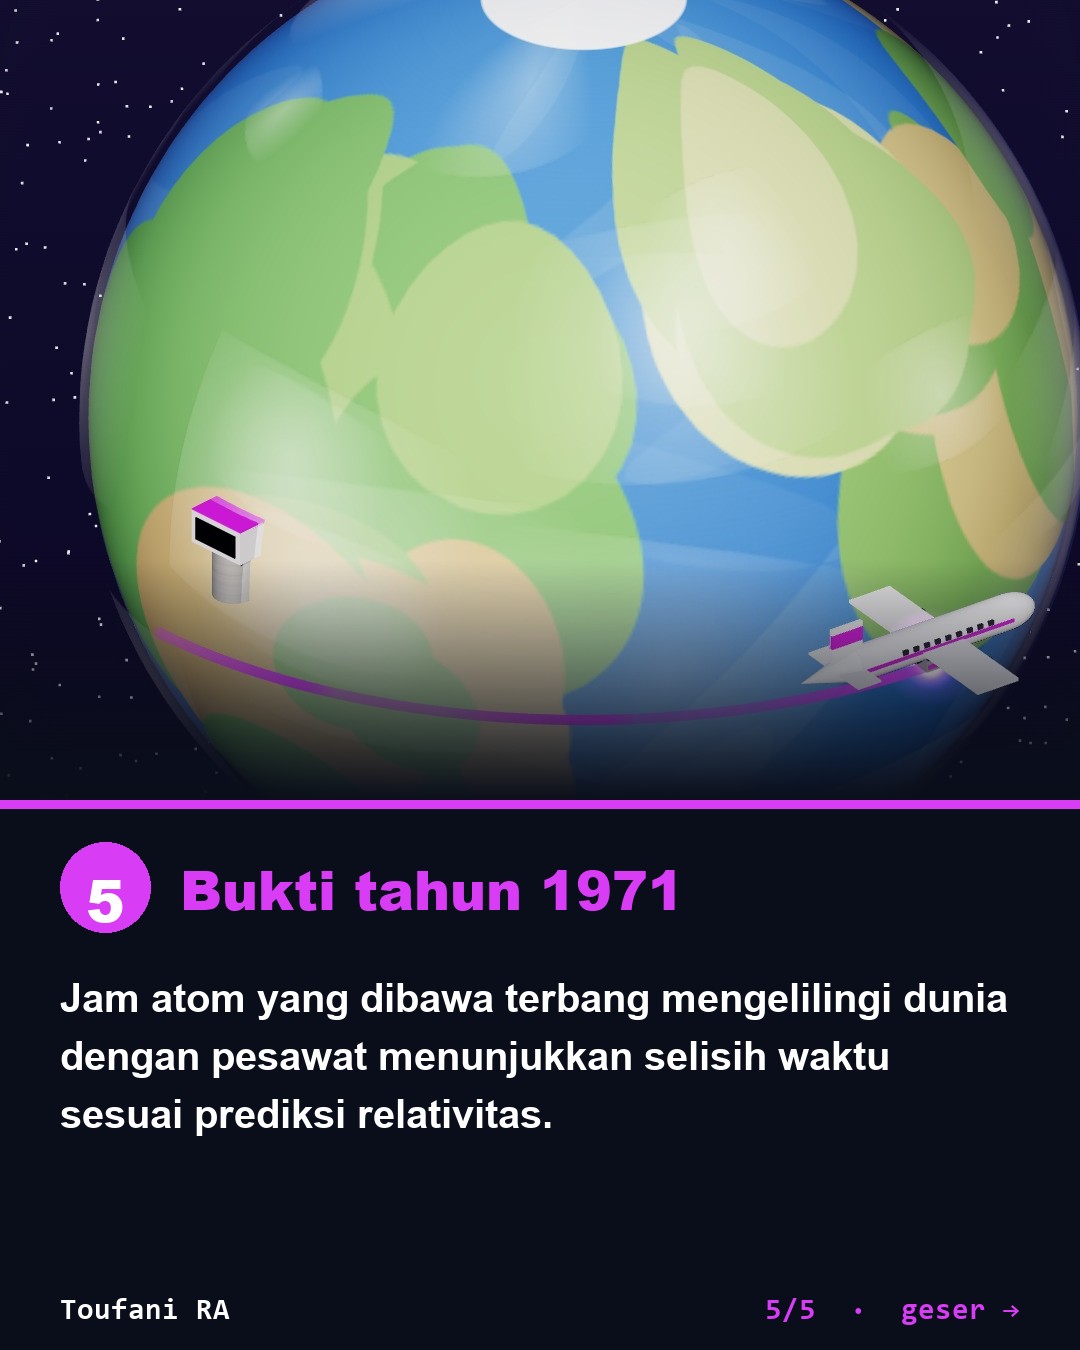 5 Bukti tahun 1971
Jam atom yang dibawa terbang mengelilingi dunia
dengan pesawat menunjukkan selisih waktu
sesuai prediksi relativitas.
Toufani RA
5/5 · geser →